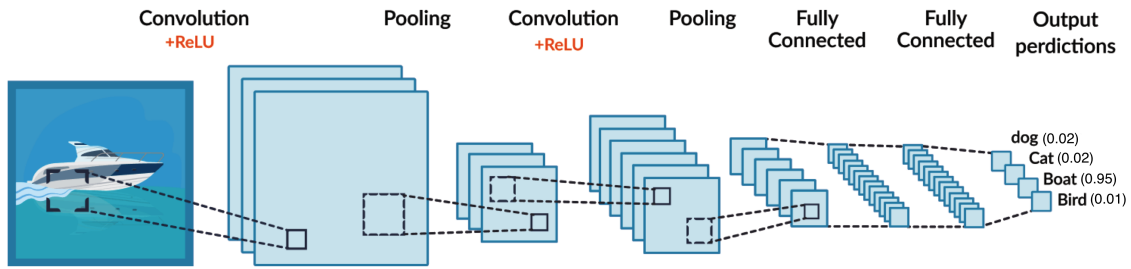 Convolution
+ReLU
Pooling
Convolution
+ReLU
Pooling
Fully
Connected
Fully
Connected
Output
perdictions
dog (0.02)
Cat (0.02)
Boat (0.95)
Bird (0.01)